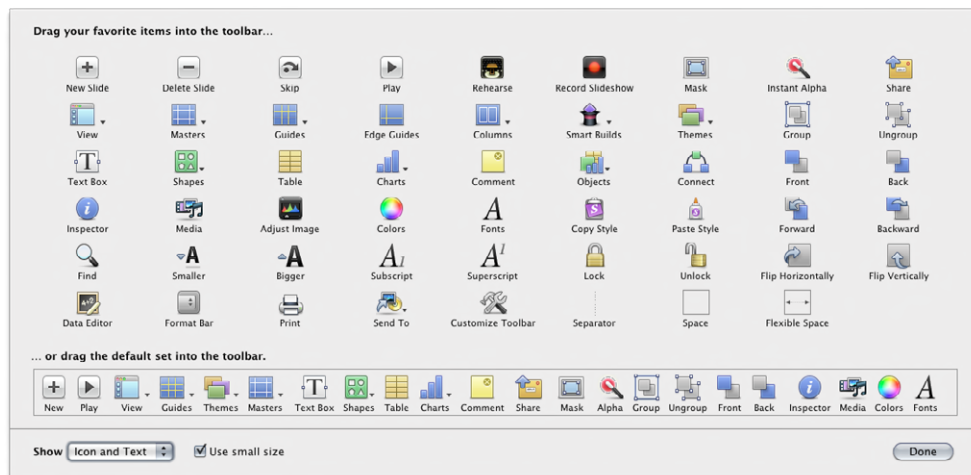 Drag your favorite items into the toolbar...
New Slide Delete Slide Skip Play Rehearse Record Slideshow Mask Instant Alpha Share
View Masters Guides Edge Guides Columns Smart Builds Themes Group Ungroup
Text Box Shapes Table Charts Comment Objects Connect Front Back
Inspector Media Adjust Image Colors Fonts Copy Style Paste Style Forward Backward
Find Smaller Bigger Subscript Superscript Lock Unlock Flip Horizontally Flip Vertically
Data Editor Format Bar Print Send To Customize Toolbar Separator Space Flexible Space
... or drag the default set into the toolbar.
New Play View Guides Themes Masters Text Box Shapes Table Charts Comment Share Mask Alpha Group Ungroup Front Back Inspector Media Colors Fonts
Show Icon and Text Use small size Done